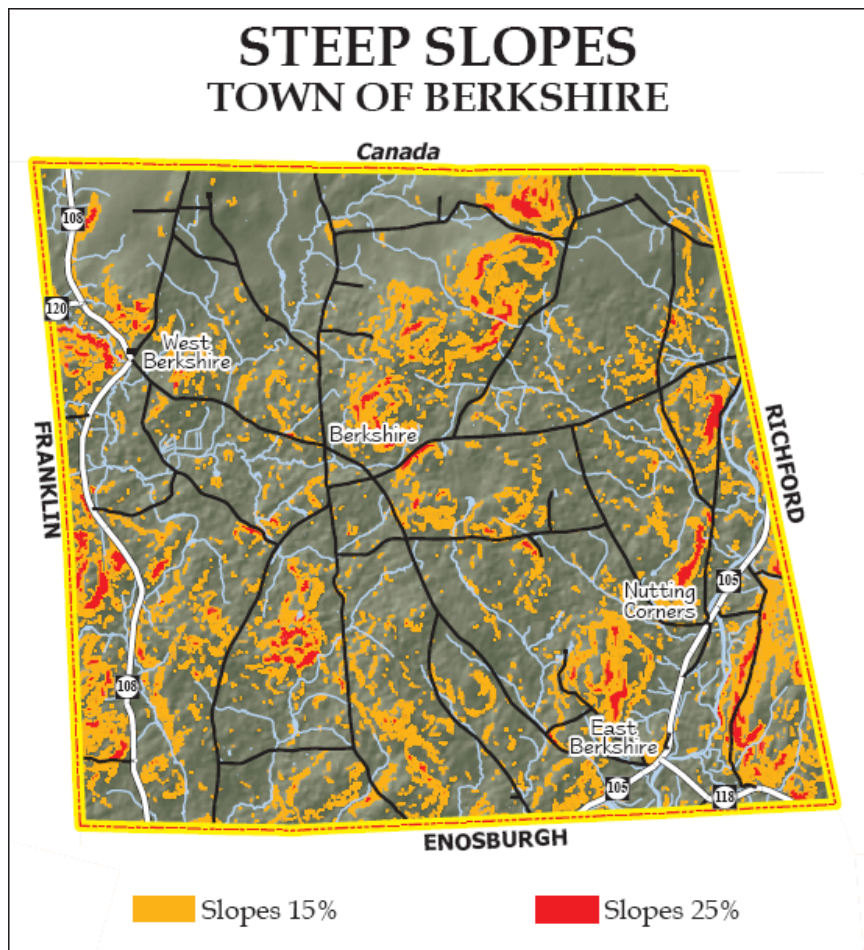 STEEP SLOPES
TOWN OF BERKSHIRE
Canada
108
120
West
Berkshire
Berkshire
FRANKLIN
RICHFORD
105
Nutting
Corners
108
East
Berkshire
105
118
ENOSBURGH
Slopes 15%
Slopes 25%